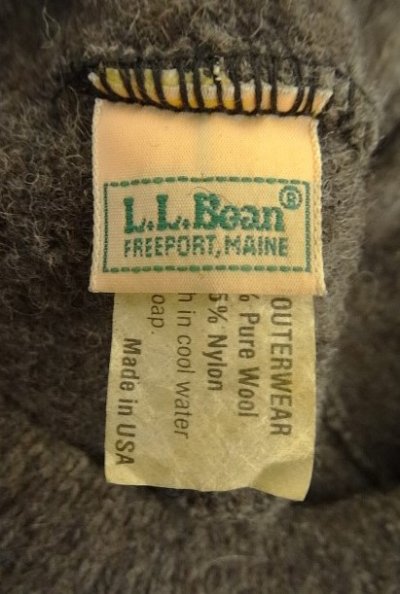 L.L.Bean®
FREEPORT, MAINE
OUTERWEAR
% Pure Wool
5% Nylon
in cool water
oap.
Made in USA